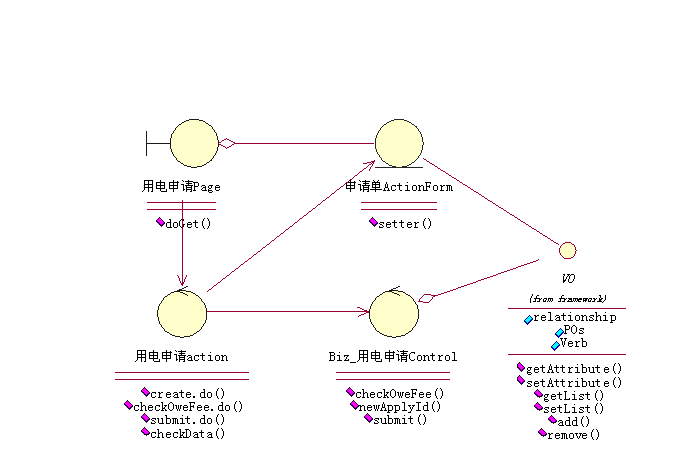 用电申请Page
doGet()
申请单ActionForm
setter()
VO
(from framework)
relationship
POs
Verb
getAttribute()
setAttribute()
getList()
setList()
add()
remove()
用电申请action
create.do()
checkOweFee.do()
submit.do()
checkData()
Biz_用电申请Control
checkOweFee()
newApplyId()
submit()